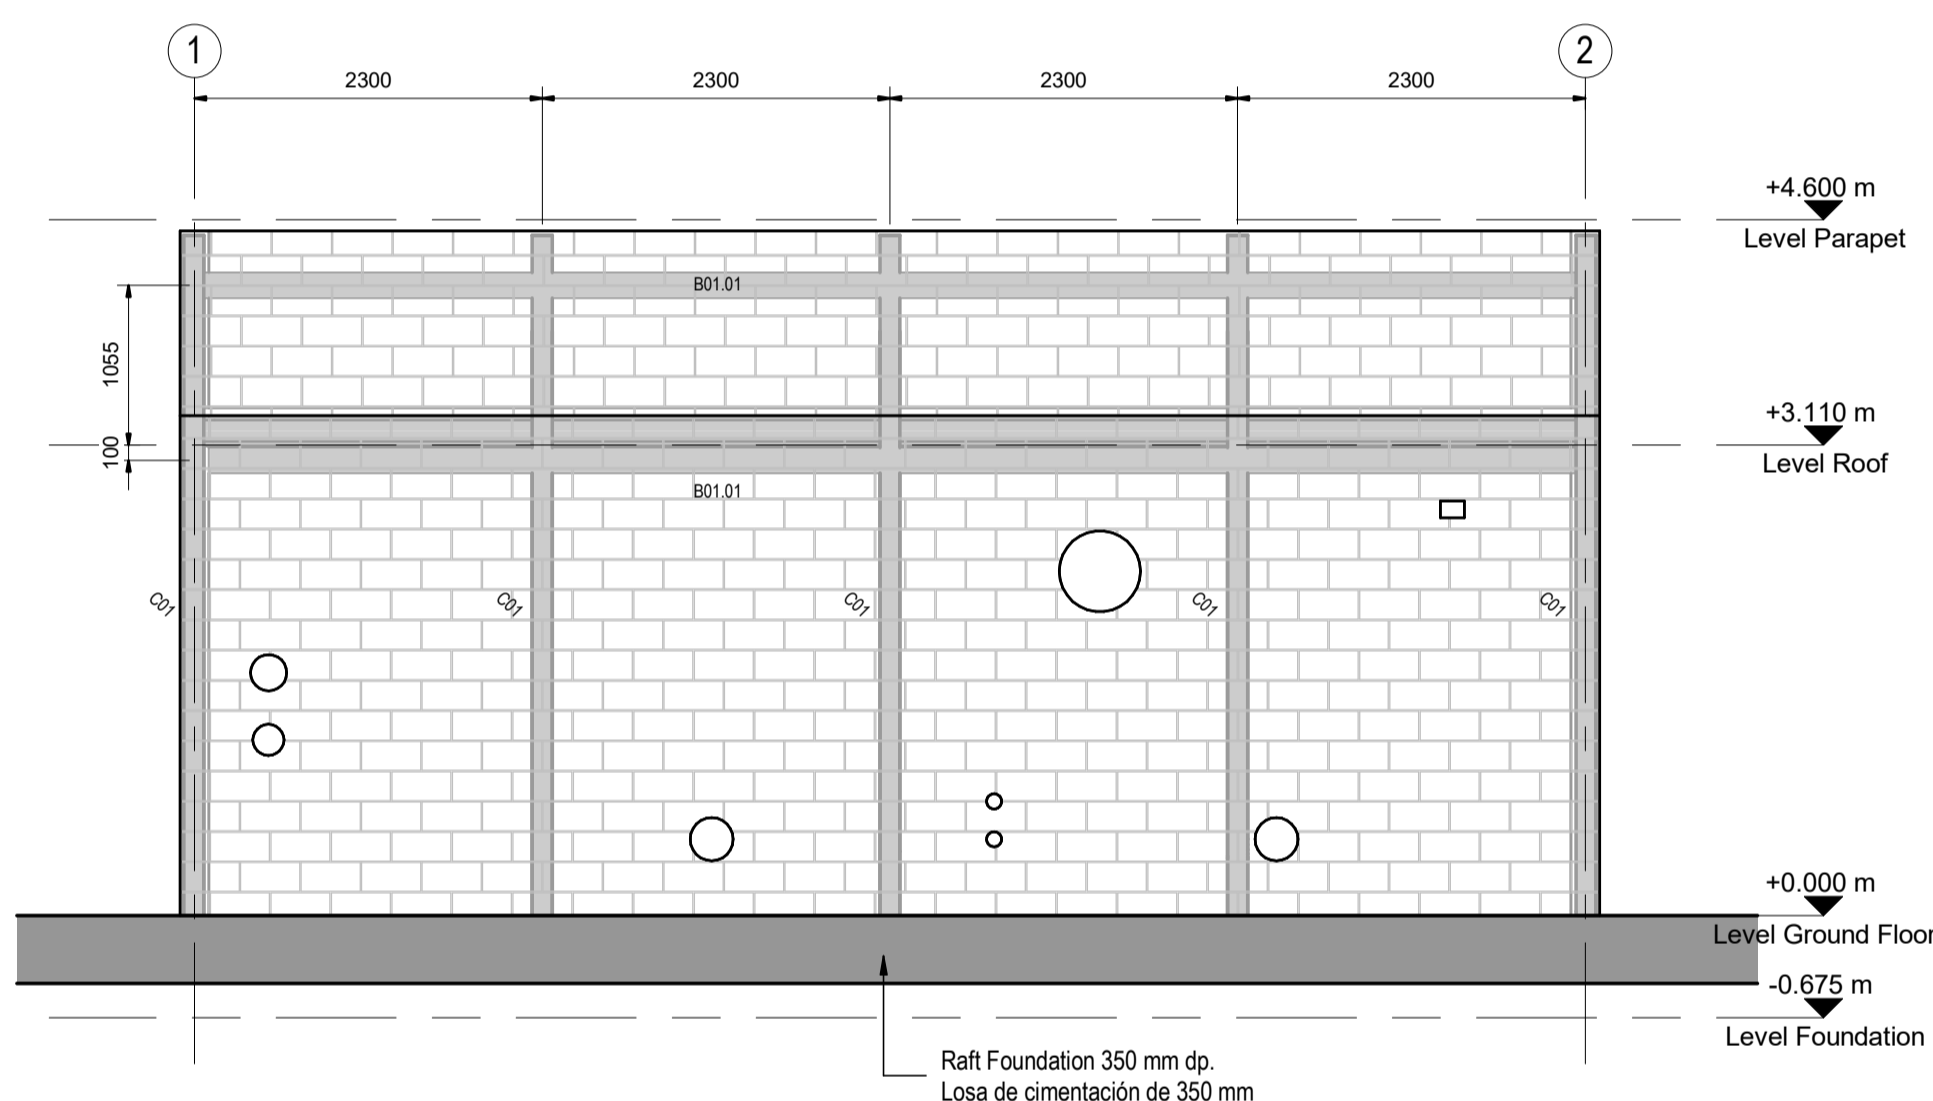 1
2
2300
2300
2300
2300
+4.600 m
Level Parapet
B01.01
1055
+3.110 m
100
Level Roof
B01.01
C01
C01
C01
C01
C01
+0.000 m
Level Ground Floor
-0.675 m
Level Foundation
Raft Foundation 350 mm dp.
Losa de cimentación de 350 mm